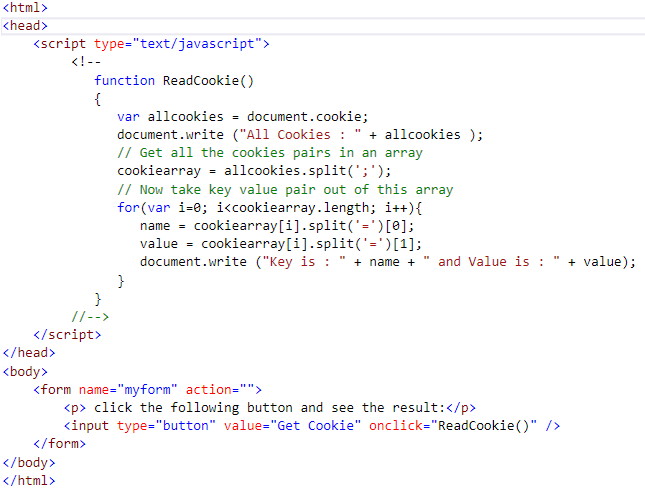 <html>
<head>
    <script type="text/javascript">
         <!--
            function ReadCookie()
            {
               var allcookies = document.cookie;
               document.write ("All Cookies : " + allcookies );
               // Get all the cookies pairs in an array
               cookiearray = allcookies.split(';');
               // Now take key value pair out of this array
               for(var i=0; i<cookiearray.length; i++){
                  name = cookiearray[i].split('=')[0];
                  value = cookiearray[i].split('=')[1];
                  document.write ("Key is : " + name + " and Value is : " + value);
               }
            }
         //-->
    </script>
</head>
<body>
    <form name="myform" action="">
        <p> click the following button and see the result:</p>
        <input type="button" value="Get Cookie" onclick="ReadCookie()" />
    </form>
</body>
</html>